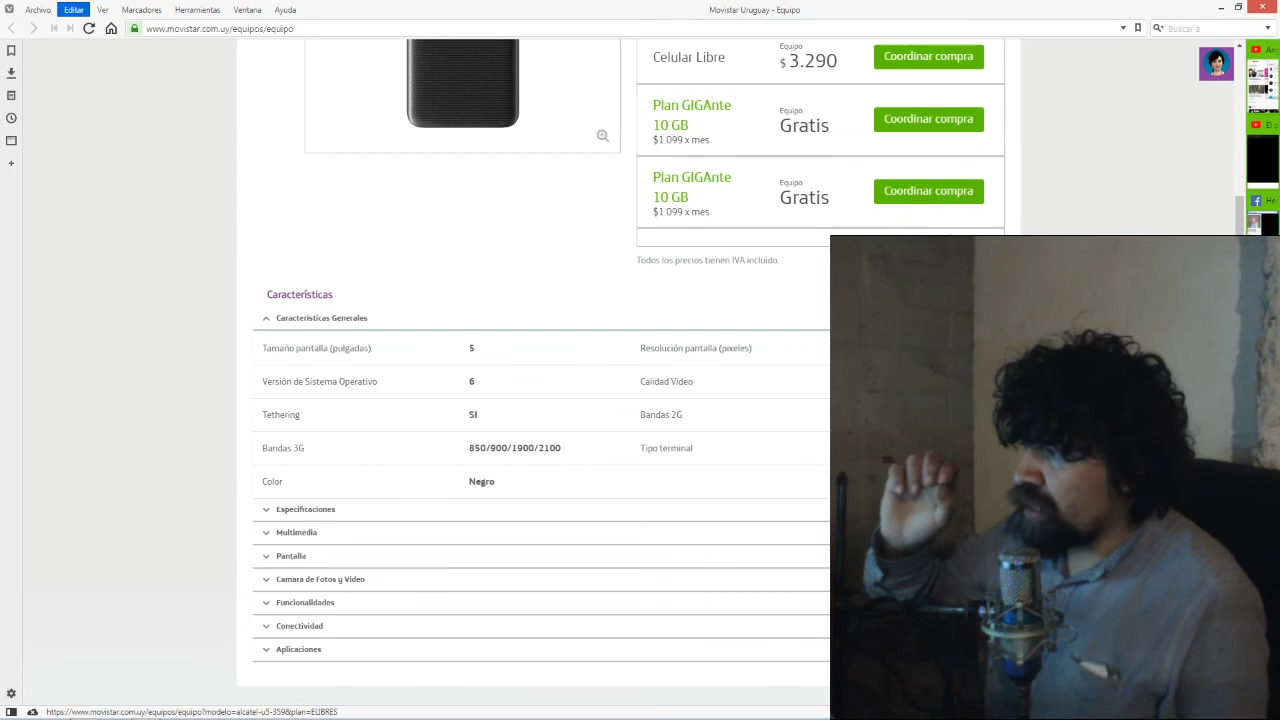 Archivo Editar Ver Marcadores Herramientas Ventana Ayuda
Movistar Uruguay - Equipo
www.movistar.com.uy/equipos/equipo
Buscar a
Celular Libre
Equipo
$ 3.290
Coordinar compra
Plan GIGAnte
10 GB
$1.099 x mes
Equipo
Gratis
Coordinar compra
Plan GIGAnte
10 GB
$1.099 x mes
Equipo
Gratis
Coordinar compra
Todos los precios tienen IVA incluido.
Características
Características Generales
Tamaño pantalla (pulgadas) 5 Resolución pantalla (pixeles)
Versión de Sistema Operativo 6 Calidad Video
Tethering SI Bandas 2G
Bandas 3G 850/900/1900/2100 Tipo terminal
Color Negro
Especificaciones
Multimedia
Pantalla
Camara de Fotos y Video
Funcionalidades
Conectividad
Aplicaciones
https://www.movistar.com.uy/equipos/equipo?modelo=alcatel-u5-359&plan=ELIBRES